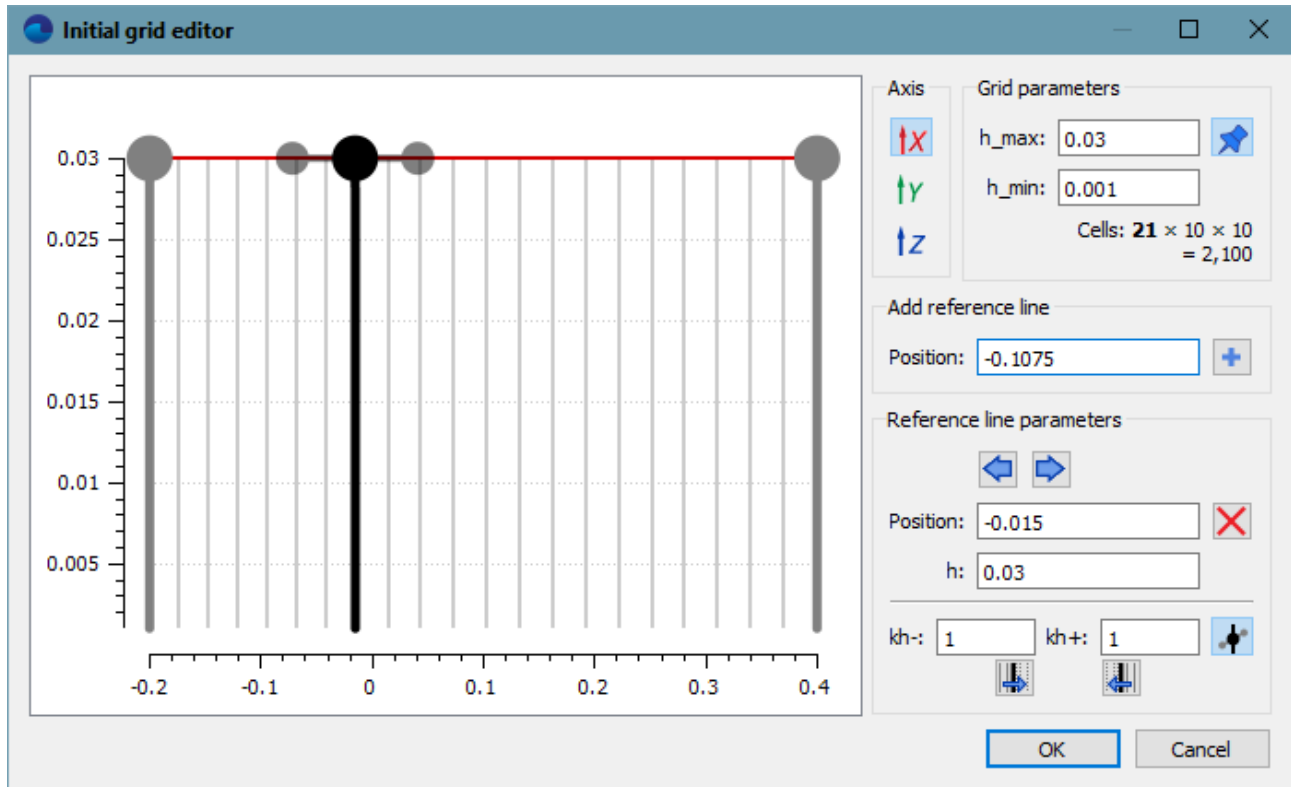 Initial grid editor
0.03
0.025
0.02
0.015
0.01
0.005
-0.2 -0.1 0 0.1 0.2 0.3 0.4
Axis
X
Y
Z
Grid parameters
h_max: 0.03
h_min: 0.001
Cells: 21 × 10 × 10
= 2,100
Add reference line
Position: -0.1075
Reference line parameters
Position: -0.015
h: 0.03
kh-: 1 kh+: 1
OK Cancel